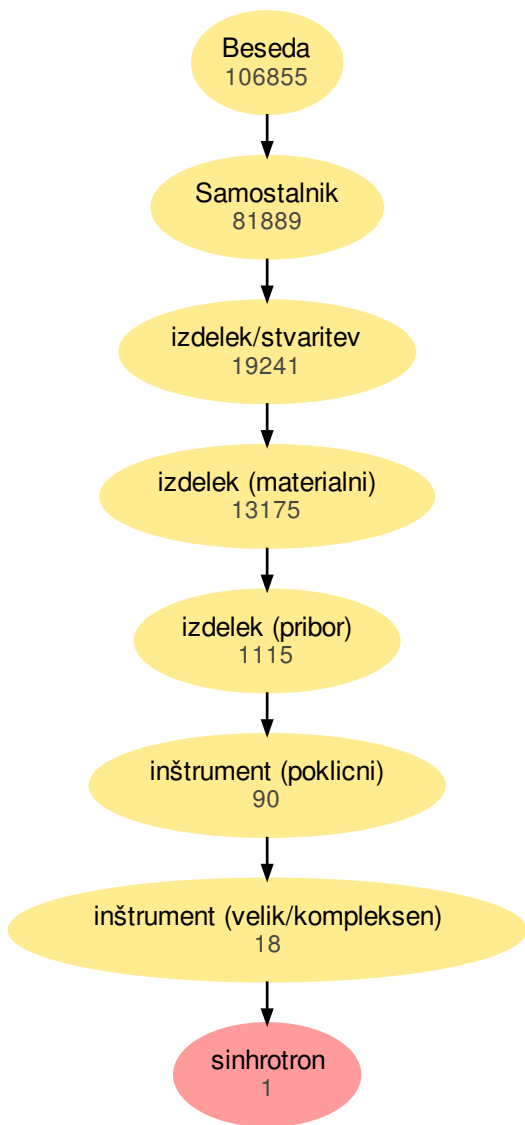 Beseda
106855
Samostalnik
81889
izdelek/stvaritev
19241
izdelek (materialni)
13175
izdelek (pribor)
1115
inštrument (poklicni)
90
inštrument (velik/kompleksen)
18
sinhrotron
1